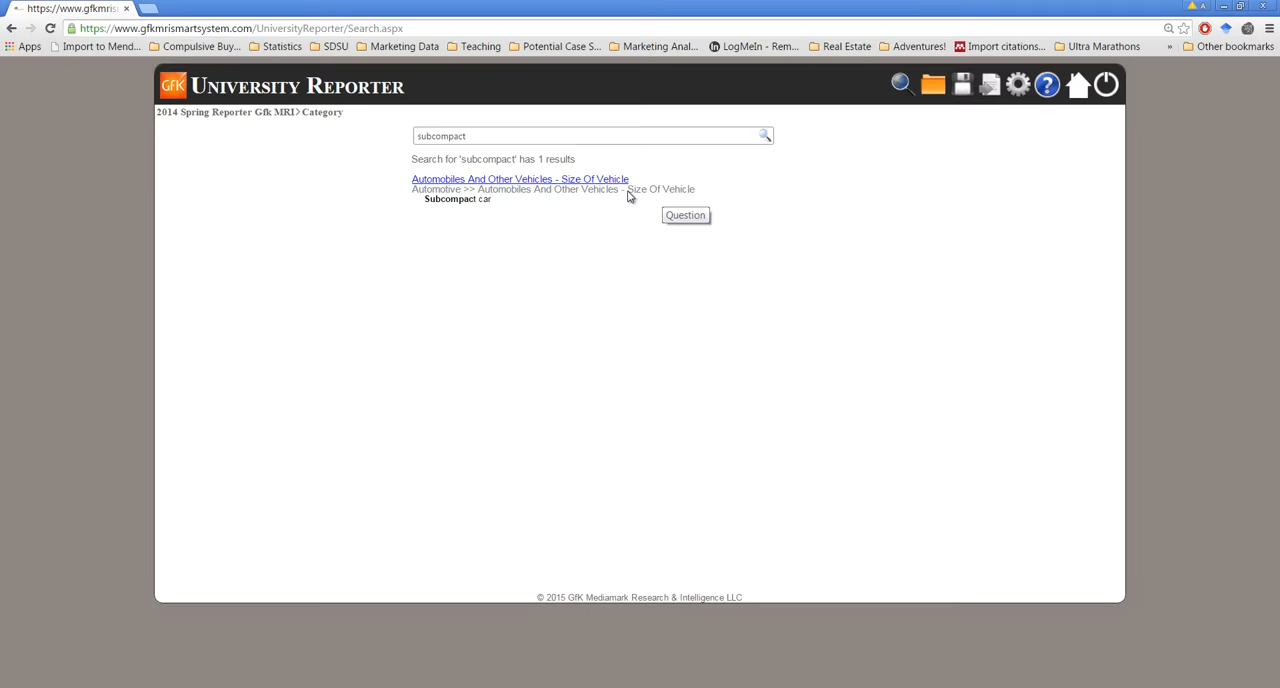 https://www.gfkmrisms
https://www.gfkmrismartsystem.com/UniversityReporter/Search.aspx
Apps Import to Mend... Compulsive Buy... Statistics SDSU Marketing Data Teaching Potential Case S... Marketing Anal... LogMeIn - Rem... Real Estate Adventures! Import citations... Ultra Marathons » Other bookmarks
GfK UNIVERSITY REPORTER
2014 Spring Reporter Gfk MRI> Category
subcompact
Search for 'subcompact' has 1 results
Automobiles And Other Vehicles - Size Of Vehicle
Automotive >> Automobiles And Other Vehicles - Size Of Vehicle
Subcompact car
Question
© 2015 GfK Mediamark Research & Intelligence LLC